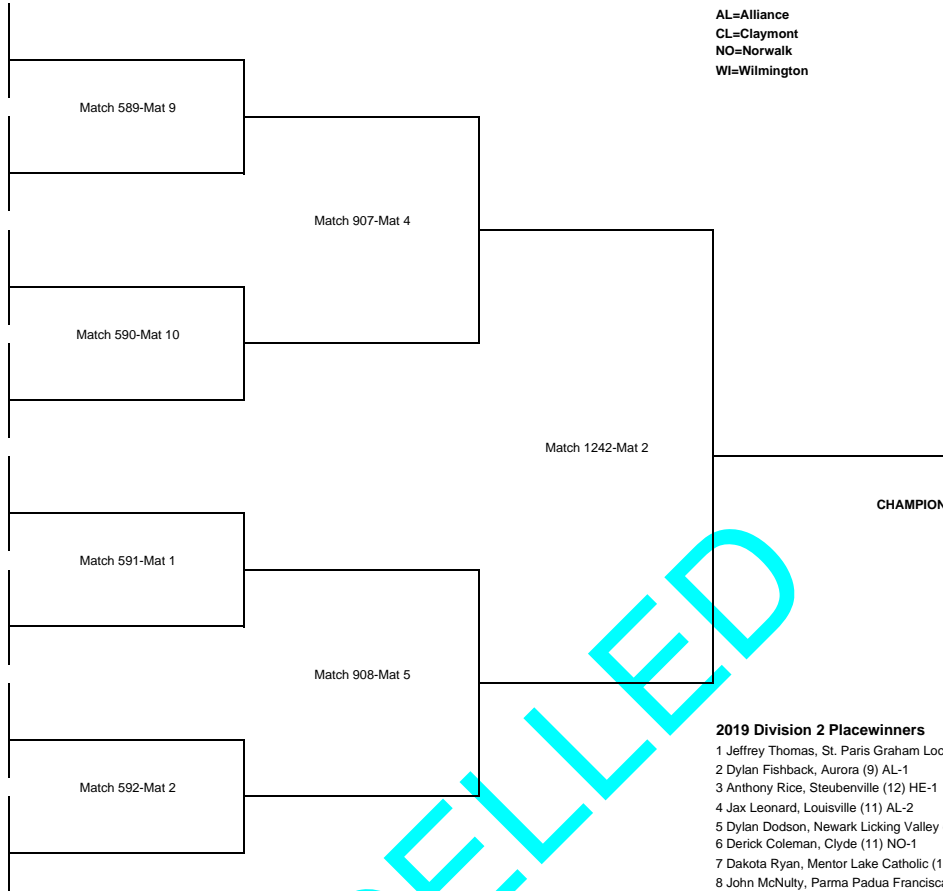 AL=Alliance
CL=Claymont
NO=Norwalk
WI=Wilmington
Match 589-Mat 9
Match 907-Mat 4
Match 590-Mat 10
Match 1242-Mat 2
CHAMPION
Match 591-Mat 1
Match 908-Mat 5
Match 592-Mat 2
ELLED
2019 Division 2 Placewinners
1 Jeffrey Thomas, St. Paris Graham Loc
2 Dylan Fishback, Aurora (9) AL-1
3 Anthony Rice, Steubenville (12) HE-1
4 Jax Leonard, Louisville (11) AL-2
5 Dylan Dodson, Newark Licking Valley
6 Derick Coleman, Clyde (11) NO-1
7 Dakota Ryan, Mentor Lake Catholic (1
8 John McNulty, Parma Padua Francisca